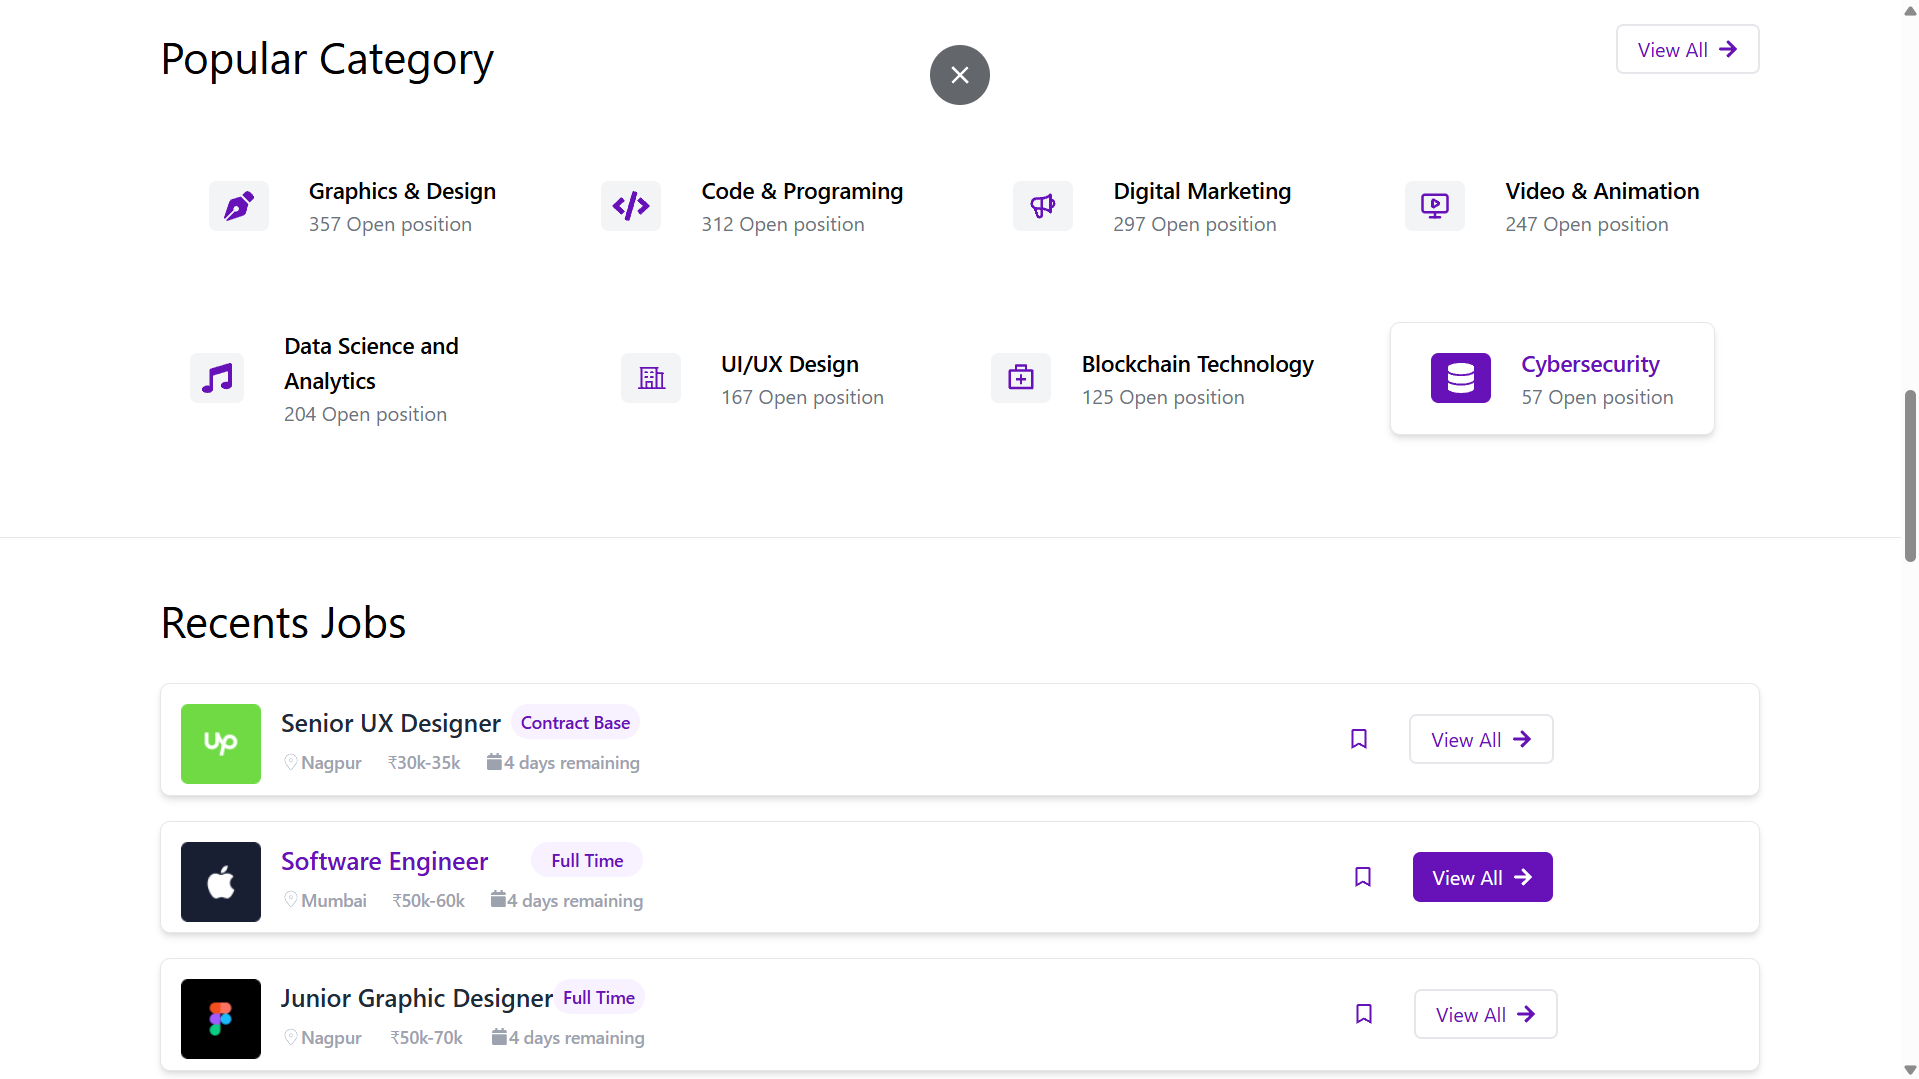 Popular Category
View All
Graphics & Design
357 Open position
Code & Programing
312 Open position
Digital Marketing
297 Open position
Video & Animation
247 Open position
Data Science and
Analytics
204 Open position
UI/UX Design
167 Open position
Blockchain Technology
125 Open position
Cybersecurity
57 Open position
Recents Jobs
up
Senior UX Designer Contract Base
Nagpur ₹30k-35k 4 days remaining
View All
Software Engineer Full Time
Mumbai ₹50k-60k 4 days remaining
View All
Junior Graphic Designer Full Time
Nagpur ₹50k-70k 4 days remaining
View All